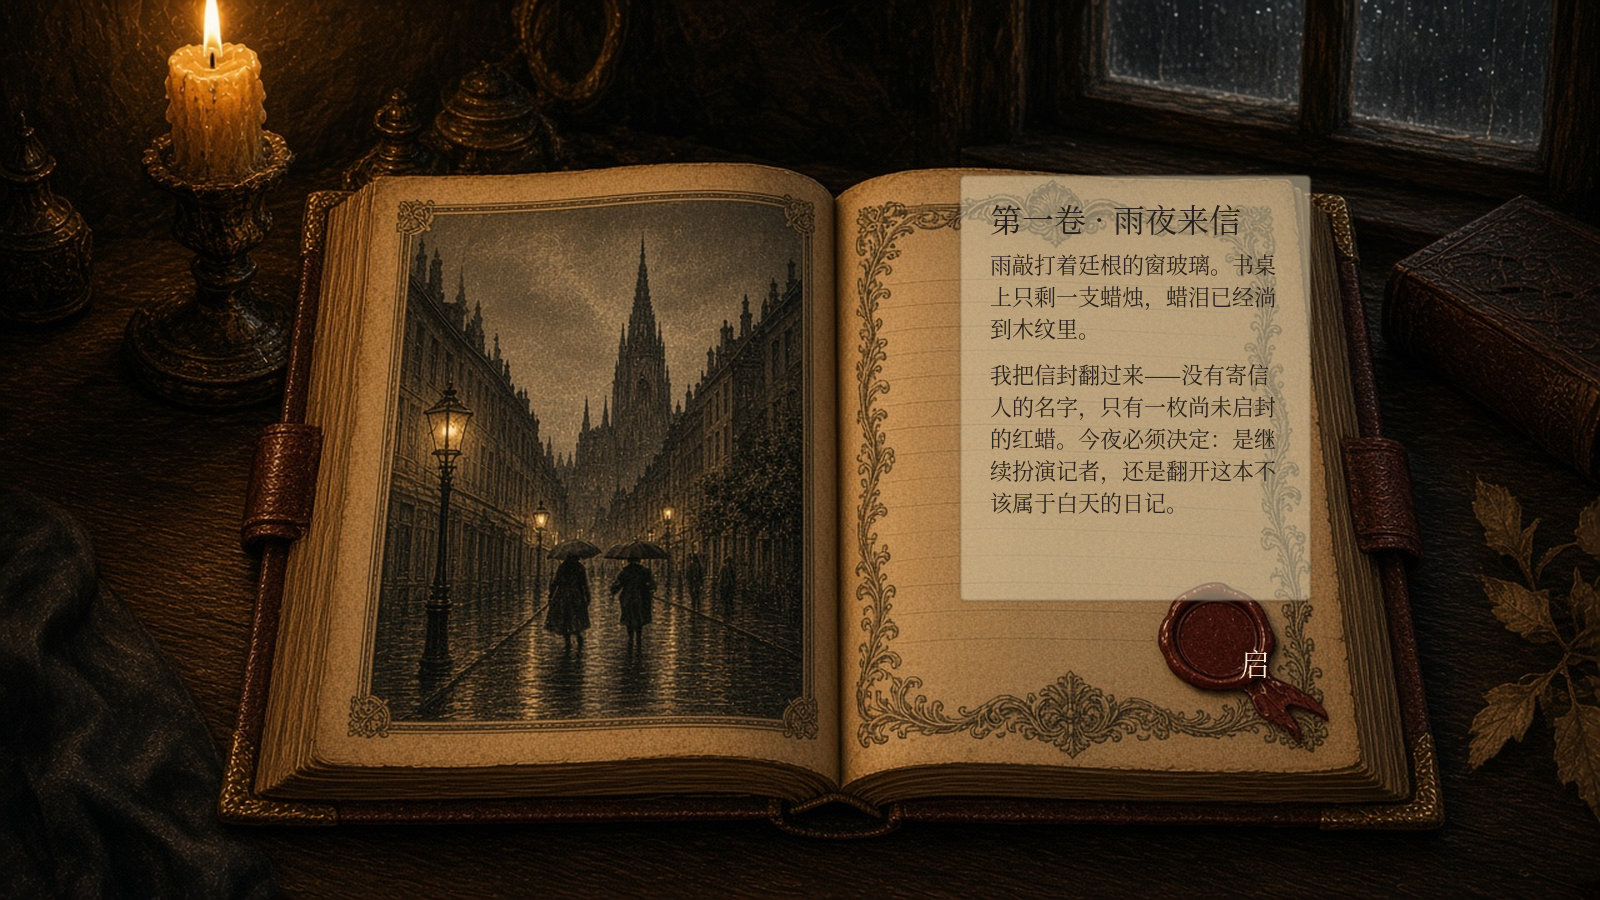 第一卷 · 雨夜来信
雨敲打着廷根的窗玻璃。书桌
上只剩一支蜡烛，蜡泪已经淌
到木纹里。
我把信封翻过来——没有寄信
人的名字，只有一枚尚未启封
的红蜡。今夜必须决定：是继
续扮演记者，还是翻开这本不
该属于白天的日记。
启